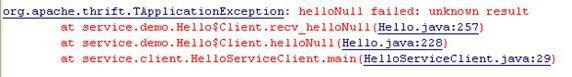 org.apache.thrift.TApplicationException: helloNull failed: unknown result
at service.demo.Hello$Client.recv_helloNull(Hello.java:257)
at service.demo.Hello$Client.helloNull(Hello.java:228)
at service.client.HelloServiceClient.main(HelloServiceClient.java:29)